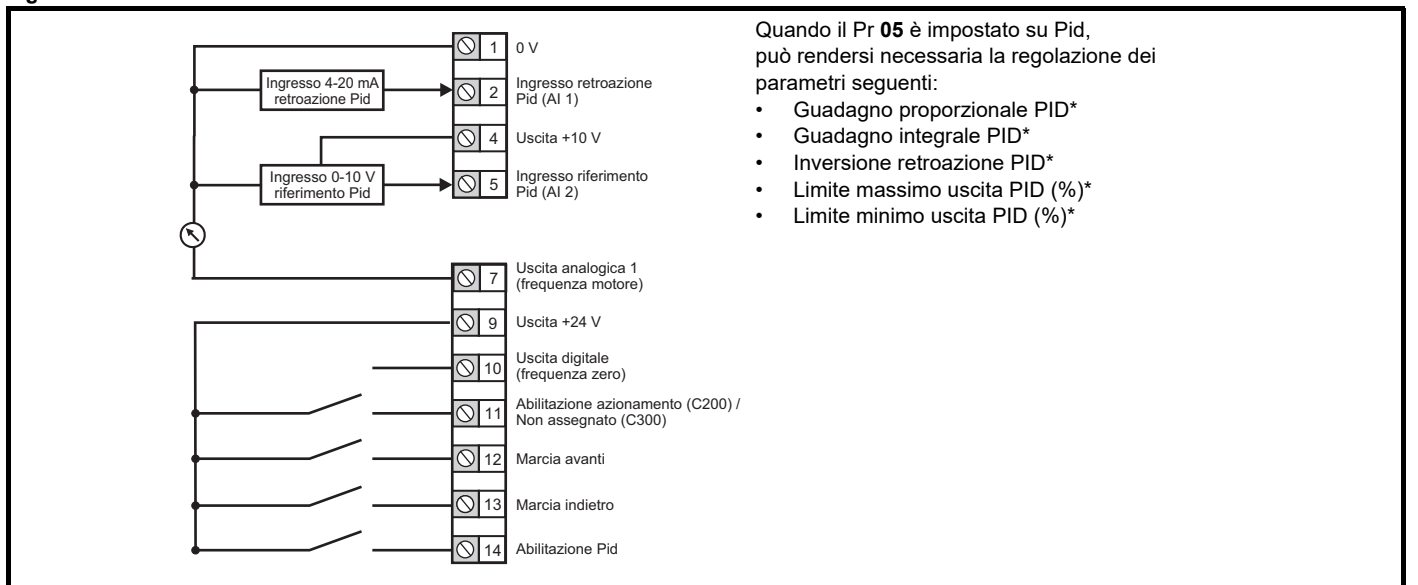 1 0 V
Ingresso 4-20 mA
retroazione Pid
2 Ingresso retroazione
Pid (AI 1)
4 Uscita +10 V
Ingresso 0-10 V
riferimento Pid
5 Ingresso riferimento
Pid (AI 2)
7 Uscita analogica 1
(frequenza motore)
9 Uscita +24 V
10 Uscita digitale
(frequenza zero)
11 Abilitazione azionamento (C200) /
Non assegnato (C300)
12 Marcia avanti
13 Marcia indietro
14 Abilitazione Pid
Quando il Pr 05 è impostato su Pid,
può rendersi necessaria la regolazione dei
parametri seguenti:
• Guadagno proporzionale PID*
• Guadagno integrale PID*
• Inversione retroazione PID*
• Limite massimo uscita PID (%)*
• Limite minimo uscita PID (%)*